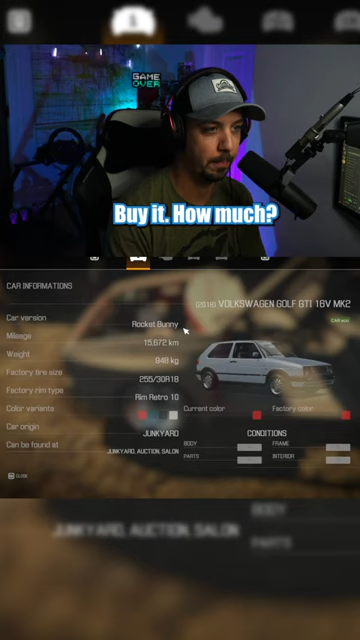 GAME
OVER
Buy it. How much?
CAR INFORMATIONS
(2018) VOLKSWAGEN GOLF GTI 16V MK2
Car version
Rocket Bunny
Mileage
15,672 km
Weight
948 kg
Factory tire size
255/30R18
Factory rim type
Rim Retro 10
Color variants
Current color
Factory color
Car origin
JUNKYARD
CONDITIONS
Can be found at
JUNKYARD, AUCTION, SALON
BODY
FRAME
PARTS
INTERIOR
CLOSE
JUNKYARD, AUCTION, SALON
BODY
PARTS